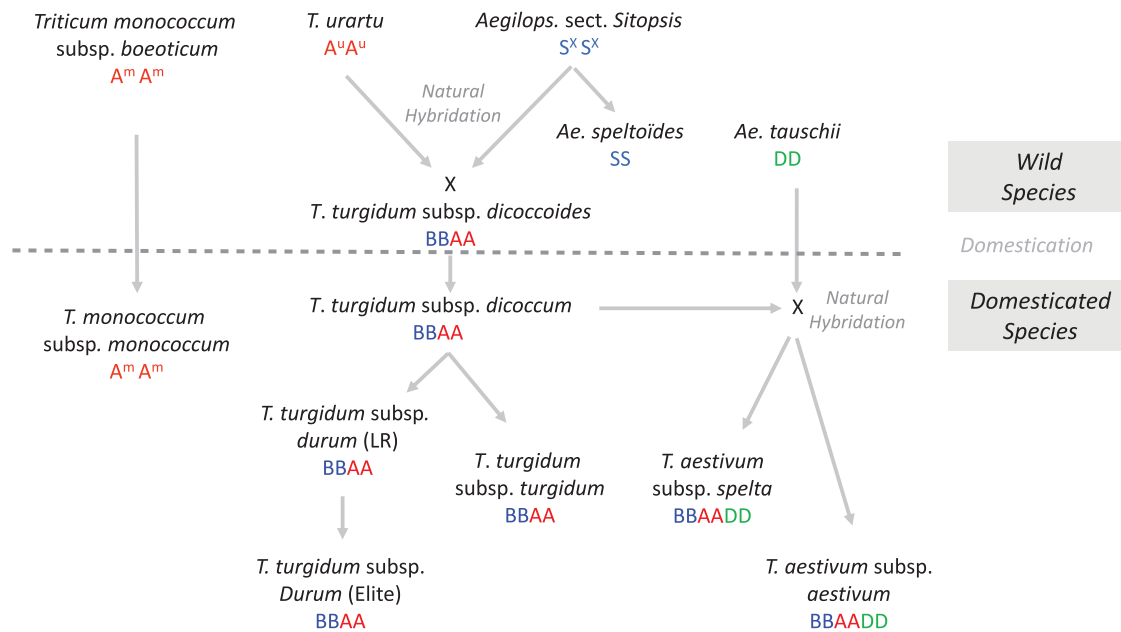 Triticum monococcum
subsp. boeoticum
Aᵐ Aᵐ
T. urartu
AᵘAᵘ
Aegilops. sect. Sitopsis
Sˣ Sˣ
Natural
Hybridation
Ae. speltoïdes
SS
Ae. tauschii
DD
Wild
Species
X
T. turgidum subsp. dicoccoides
BBAA
Domestication
T. monococcum
subsp. monococcum
Aᵐ Aᵐ
T. turgidum subsp. dicoccum
BBAA
X
Natural
Hybridation
Domesticated
Species
T. turgidum subsp.
durum (LR)
BBAA
T. turgidum
subsp. turgidum
BBAA
T. aestivum
subsp. spelta
BBAADD
T. turgidum subsp.
Durum (Elite)
BBAA
T. aestivum subsp.
aestivum
BBAADD